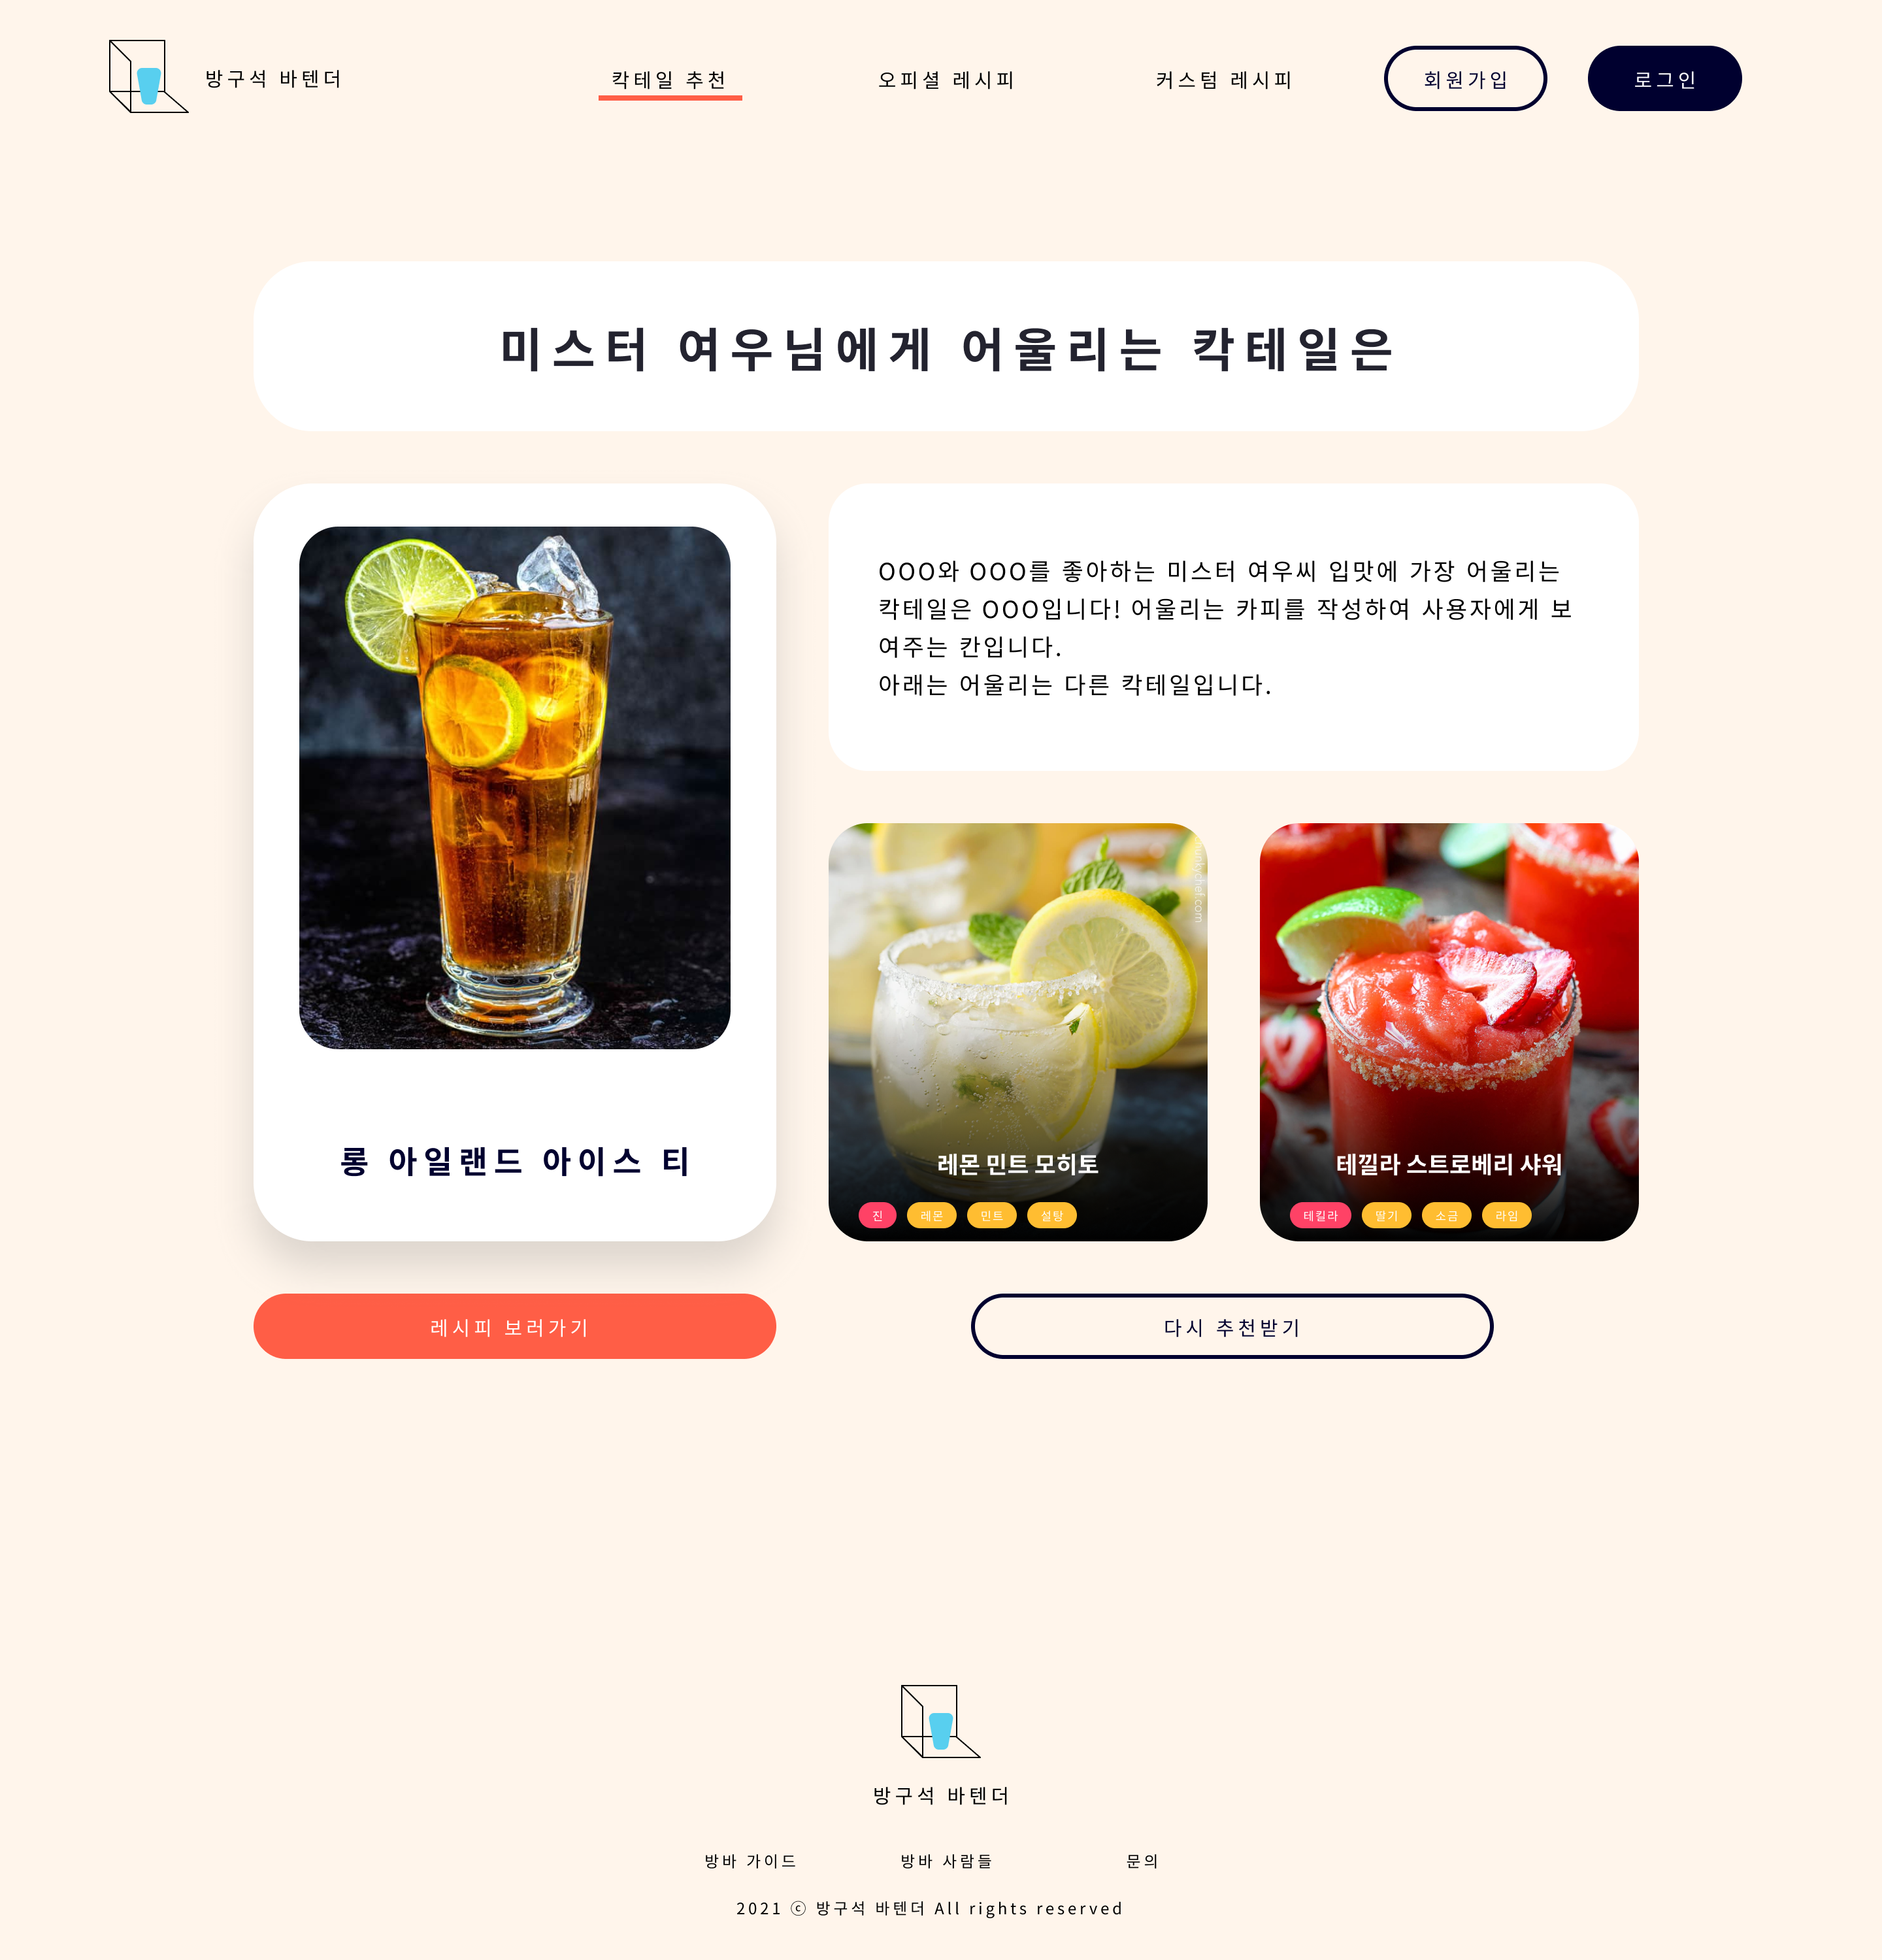 방구석 바텐더
칵테일 추천
오피셜 레시피
커스텀 레시피
회원가입
로그인
미스터 여우님에게 어울리는 칵테일은
OOO와 OOO를 좋아하는 미스터 여우씨 입맛에 가장 어울리는
칵테일은 OOO입니다! 어울리는 카피를 작성하여 사용자에게 보
여주는 칸입니다.
아래는 어울리는 다른 칵테일입니다.
롱 아일랜드 아이스 티
레몬 민트 모히토
진
레몬
민트
설탕
테낄라 스트로베리 샤워
테킬라
딸기
소금
라임
레시피 보러가기
다시 추천받기
방구석 바텐더
방바 가이드
방바 사람들
문의
2021 ⓒ 방구석 바텐더 All rights reserved